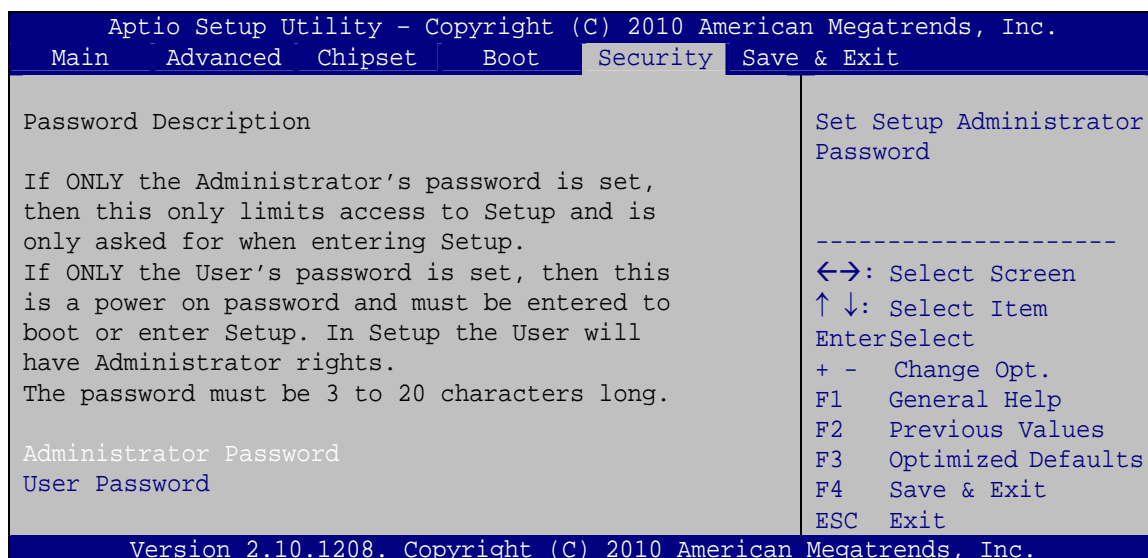 Aptio Setup Utility – Copyright (C) 2010 American Megatrends, Inc.
Main Advanced Chipset Boot Security Save & Exit
Password Description
If ONLY the Administrator’s password is set,
then this only limits access to Setup and is
only asked for when entering Setup.
If ONLY the User’s password is set, then this
is a power on password and must be entered to
boot or enter Setup. In Setup the User will
have Administrator rights.
The password must be 3 to 20 characters long.
Administrator Password
User Password
Set Setup Administrator
Password
---------------------
←→: Select Screen
↑ ↓: Select Item
EnterSelect
+ - Change Opt.
F1 General Help
F2 Previous Values
F3 Optimized Defaults
F4 Save & Exit
ESC Exit
Version 2.10.1208. Copyright (C) 2010 American Megatrends, Inc.